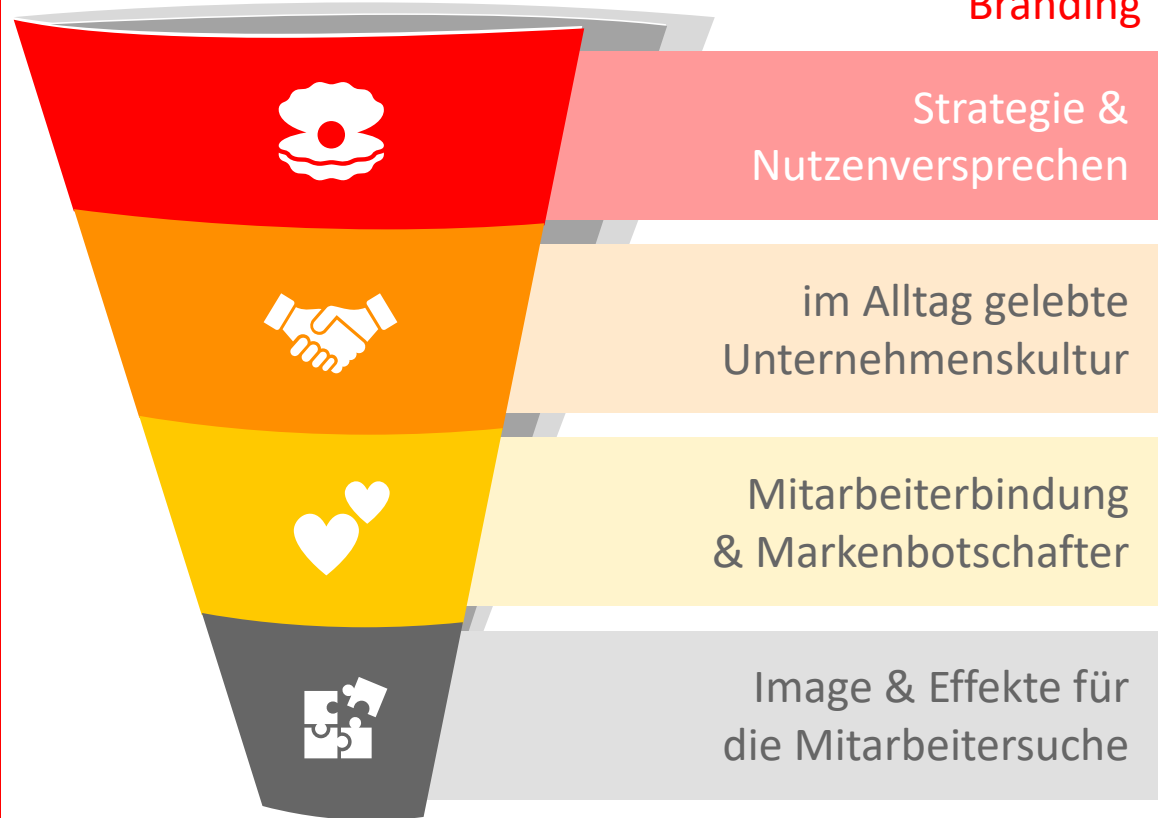 Branding
Strategie &
Nutzenversprechen
im Alltag gelebte
Unternehmenskultur
Mitarbeiterbindung
& Markenbotschafter
Image & Effekte für
die Mitarbeitersuche